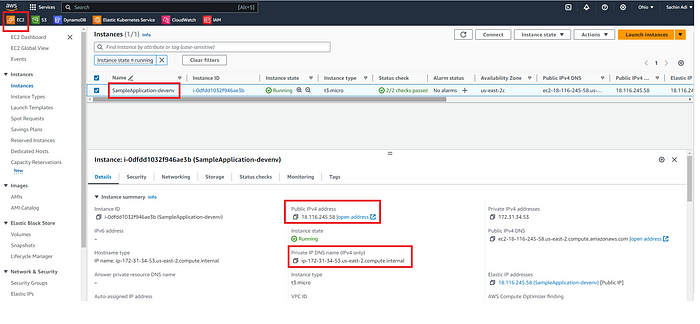 aws
Services
Search
[Alt+S]
Ohio
Sachin Adi
EC2
S3
DynamoDB
Elastic Kubernetes Service
CloudWatch
IAM
EC2 Dashboard
EC2 Global View
Events
Instances
Instances
Instance Types
Launch Templates
Spot Requests
Savings Plans
Reserved Instances
Dedicated Hosts
Capacity Reservations
New
Images
AMIs
AMI Catalog
Elastic Block Store
Volumes
Snapshots
Lifecycle Manager
Network & Security
Security Groups
Elastic IPs
Instances (1/1) Info
Connect
Instance state
Actions
Launch instances
Find Instance by attribute or tag (case-sensitive)
Instance state = running
Clear filters
1
Name Instance ID Instance state Instance type Status check Alarm status Availability Zone Public IPv4 DNS Public IPv4 ... Elastic IP
SampleApplication-devenv i-0dfdd1032f946ae3b Running t3.micro 2/2 checks passed No alarms us-east-2c ec2-18-116-245-58.us-... 18.116.245.58 18.116.24
Instance: i-0dfdd1032f946ae3b (SampleApplication-devenv)
Details Security Networking Storage Status checks Monitoring Tags
Instance summary Info
Instance ID
i-0dfdd1032f946ae3b (SampleApplication-devenv)
Public IPv4 address
18.116.245.58 |open address
Private IPv4 addresses
172.31.34.53
IPv6 address
–
Instance state
Running
Public IPv4 DNS
ec2-18-116-245-58.us-east-2.compute.amazonaws.com |open address
Hostname type
IP name: ip-172-31-34-53.us-east-2.compute.internal
Private IP DNS name (IPv4 only)
ip-172-31-34-53.us-east-2.compute.internal
Answer private resource DNS name
–
Instance type
t3.micro
Elastic IP addresses
18.116.245.58 (SampleApplication-devenv) [Public IP]
Auto-assigned IP address
VPC ID
AWS Compute Optimizer finding